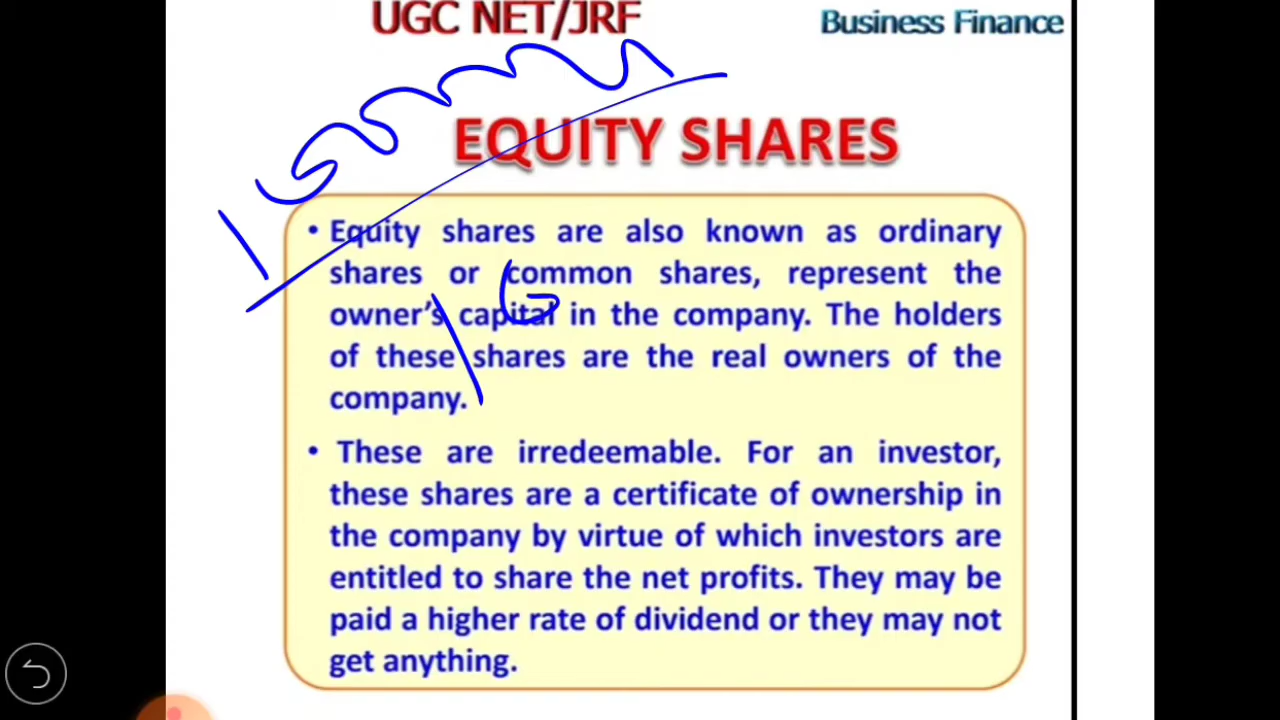 UGC NET/JRF
Business Finance
EQUITY SHARES
• Equity shares are also known as ordinary
shares or common shares, represent the
owner's capital in the company. The holders
of these shares are the real owners of the
company.
• These are irredeemable. For an investor,
these shares are a certificate of ownership in
the company by virtue of which investors are
entitled to share the net profits. They may be
paid a higher rate of dividend or they may not
get anything.